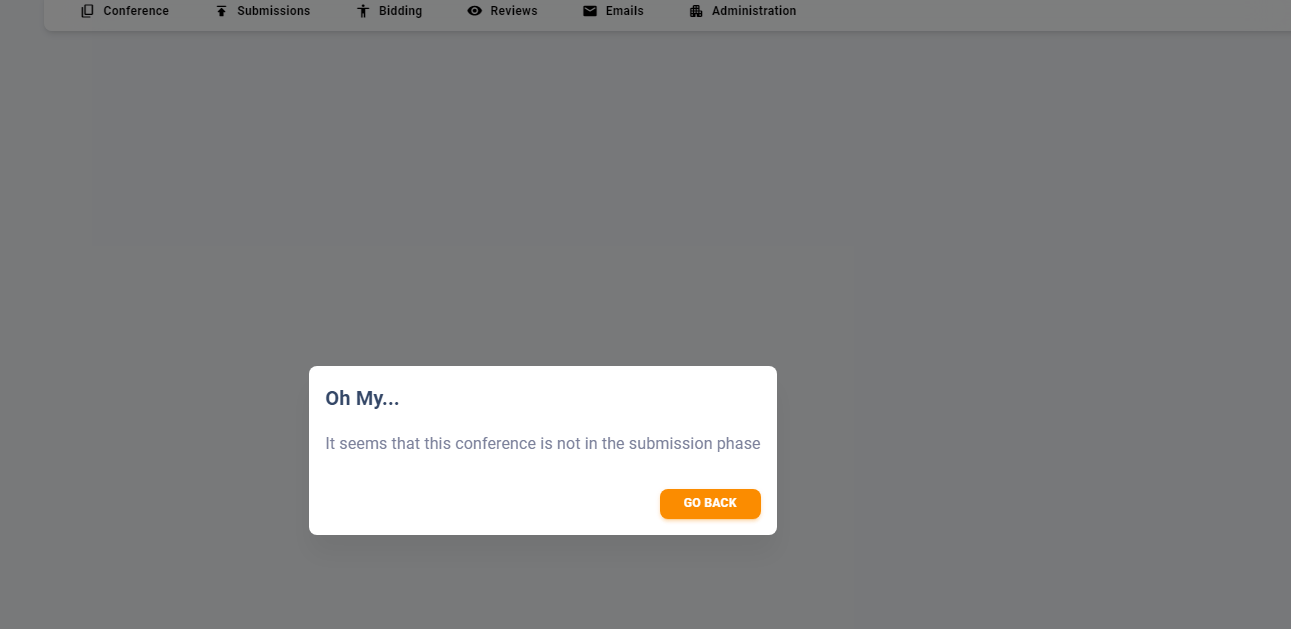 Conference Submissions Bidding Reviews Emails Administration
Oh My...
It seems that this conference is not in the submission phase
GO BACK